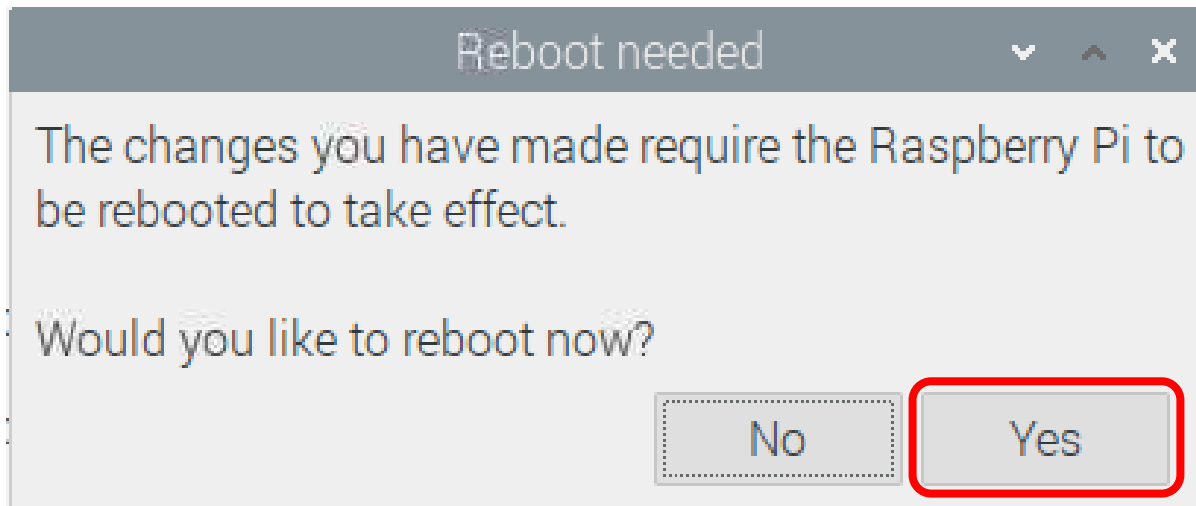 Reboot needed
The changes you have made require the Raspberry Pi to
be rebooted to take effect.
Would you like to reboot now?
No Yes